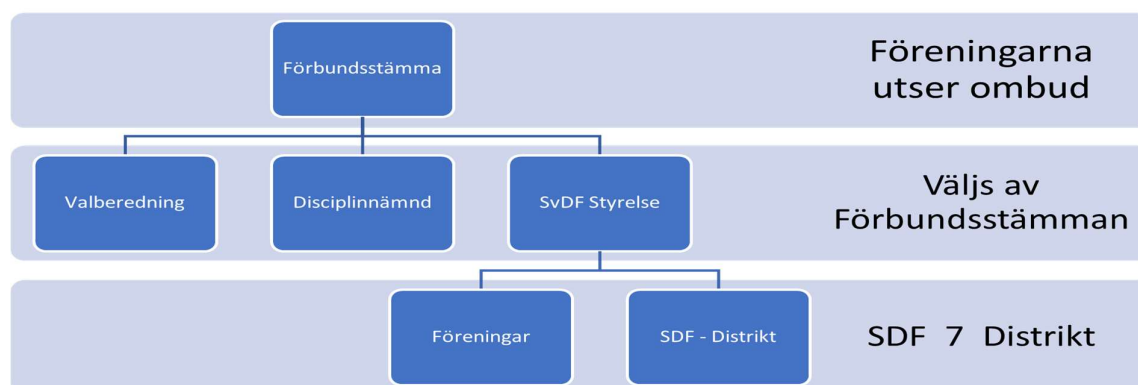 Förbundsstämma
Föreningarna
utser ombud
Valberedning
Disciplinnämnd
SvDF Styrelse
Väljs av
Förbundsstämman
Föreningar
SDF - Distrikt
SDF 7 Distrikt